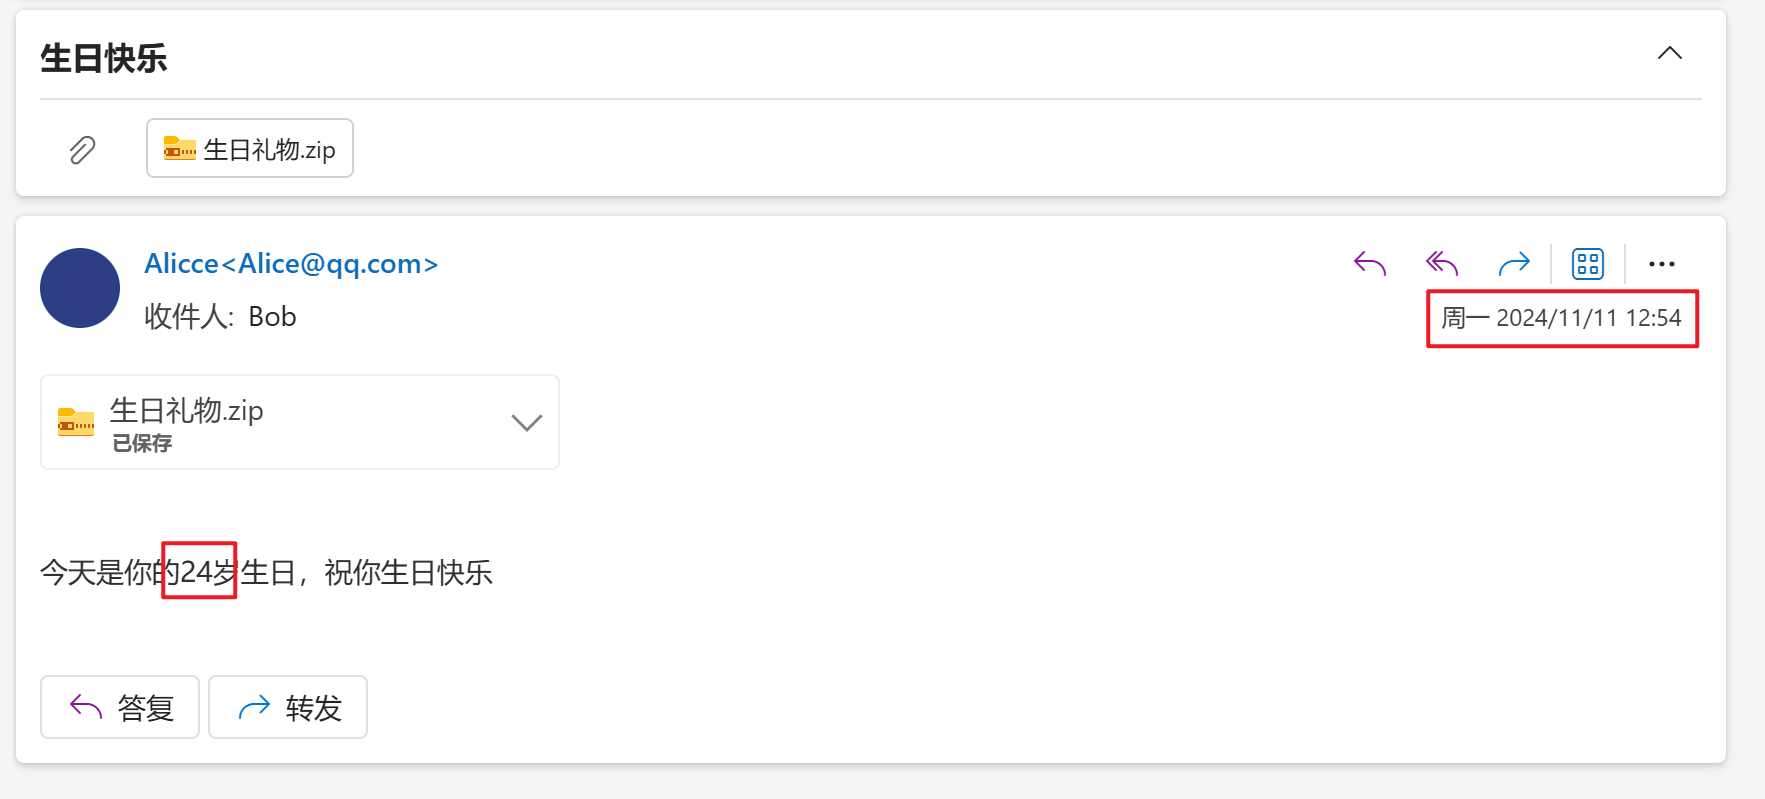 生日快乐
生日礼物.zip
Alicce<Alice@qq.com>
收件人: Bob
周一 2024/11/11 12:54
生日礼物.zip
已保存
今天是你的24岁生日，祝你生日快乐
答复
转发